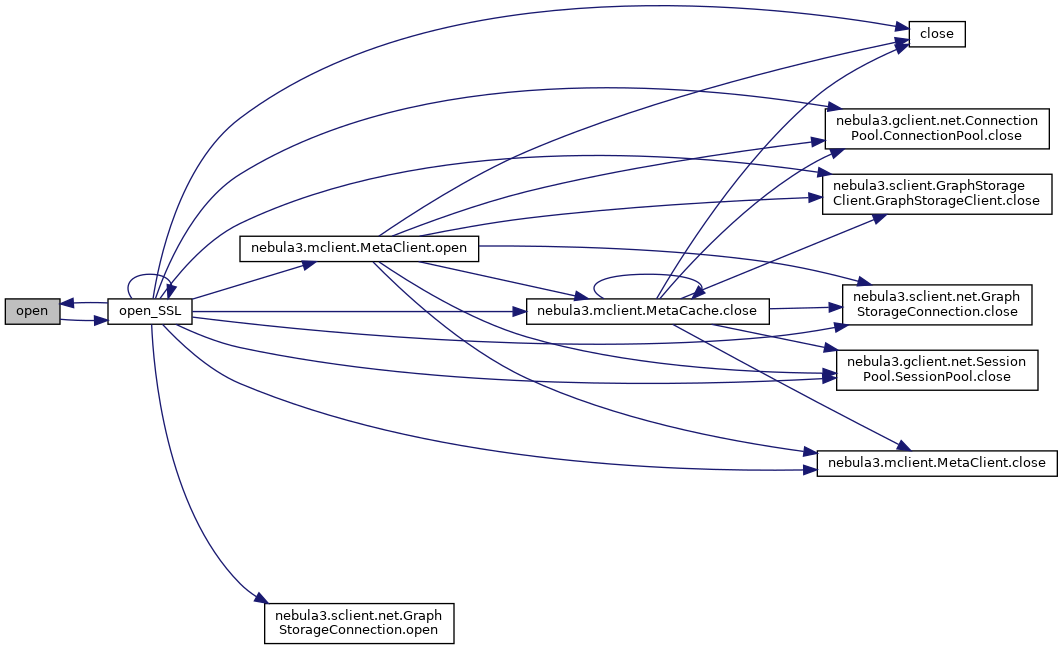 close
nebula3.gclient.net.Connection
Pool.ConnectionPool.close
nebula3.sclient.GraphStorage
Client.GraphStorageClient.close
nebula3.mclient.MetaClient.open
open
open_SSL
nebula3.mclient.MetaCache.close
nebula3.sclient.net.Graph
StorageConnection.close
nebula3.gclient.net.Session
Pool.SessionPool.close
nebula3.mclient.MetaClient.close
nebula3.sclient.net.Graph
StorageConnection.open